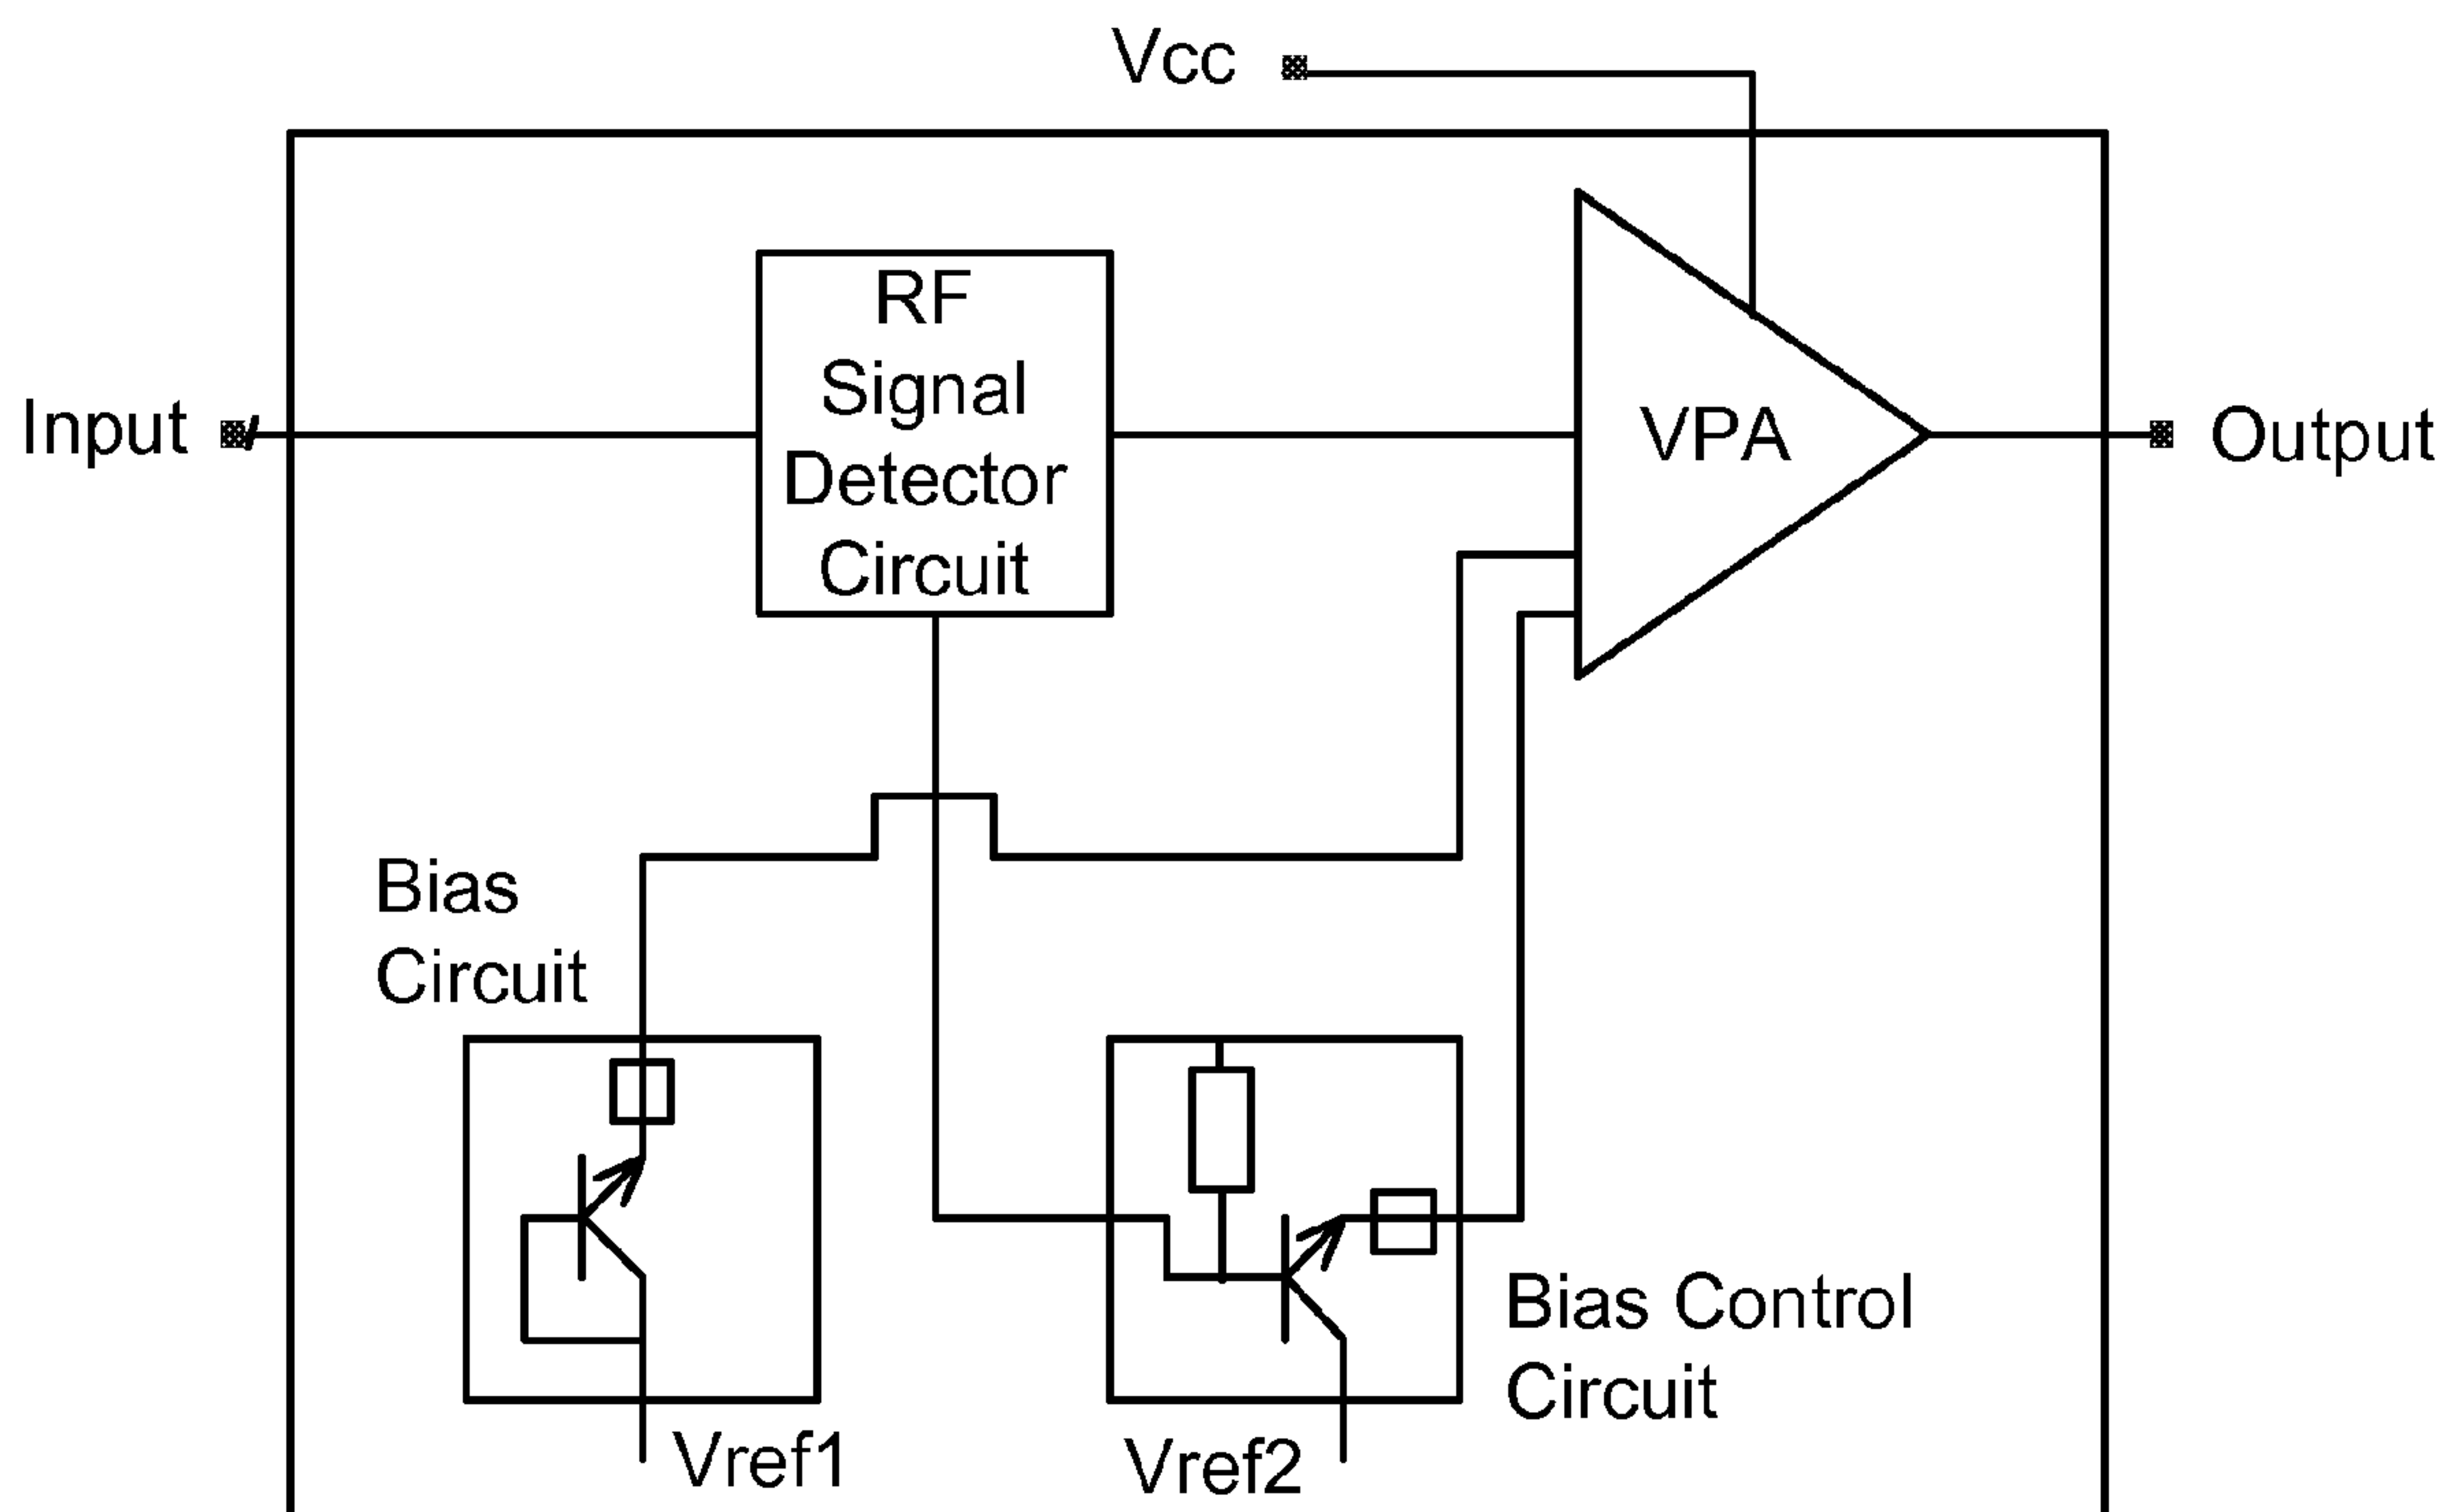 Vcc
RF
Signal
Detector
Circuit
Input
VPA
Output
Bias
Circuit
Bias Control
Circuit
Vref1
Vref2